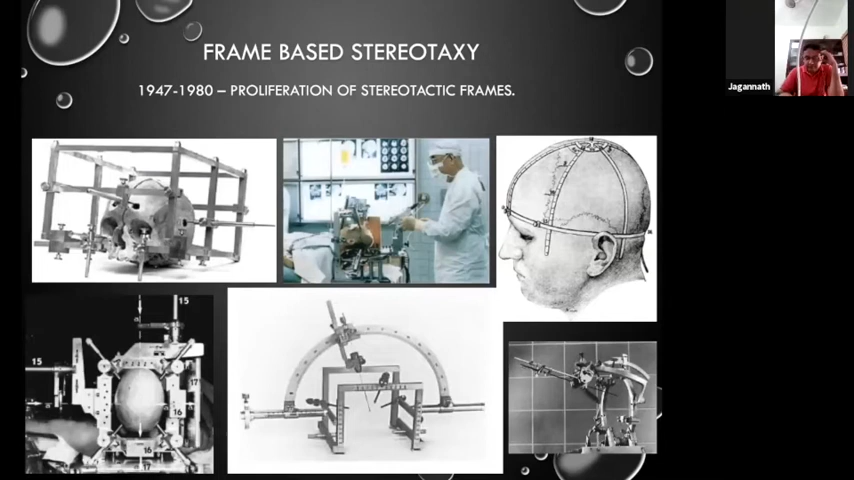 FRAME BASED STEREOTAXY
1947-1980 – PROLIFERATION OF STEREOTACTIC FRAMES.
Jagannath
15
15
17
16
16
17